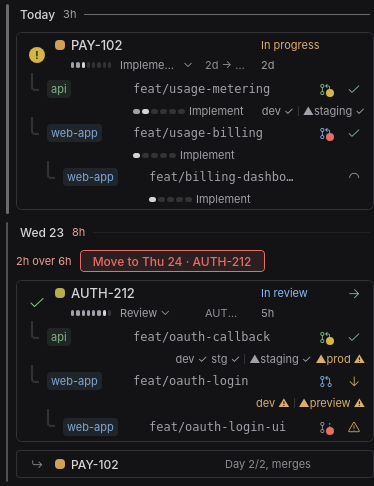 Today 3h
! PAY-102 In progress
Impleme... 2d → ... 2d
api feat/usage-metering
Implement dev ✓ | ▲staging ✓
web-app feat/usage-billing
Implement
web-app feat/billing-dashbo…
Implement
Wed 23 8h
2h over 6h Move to Thu 24 · AUTH-212
AUTH-212 In review →
Review AUT... 5h
api feat/oauth-callback
dev ✓ stg ✓ | ▲staging ✓ ▲prod ⚠
web-app feat/oauth-login
dev ⚠ | ▲preview ⚠
web-app feat/oauth-login-ui
PAY-102 Day 2/2, merges